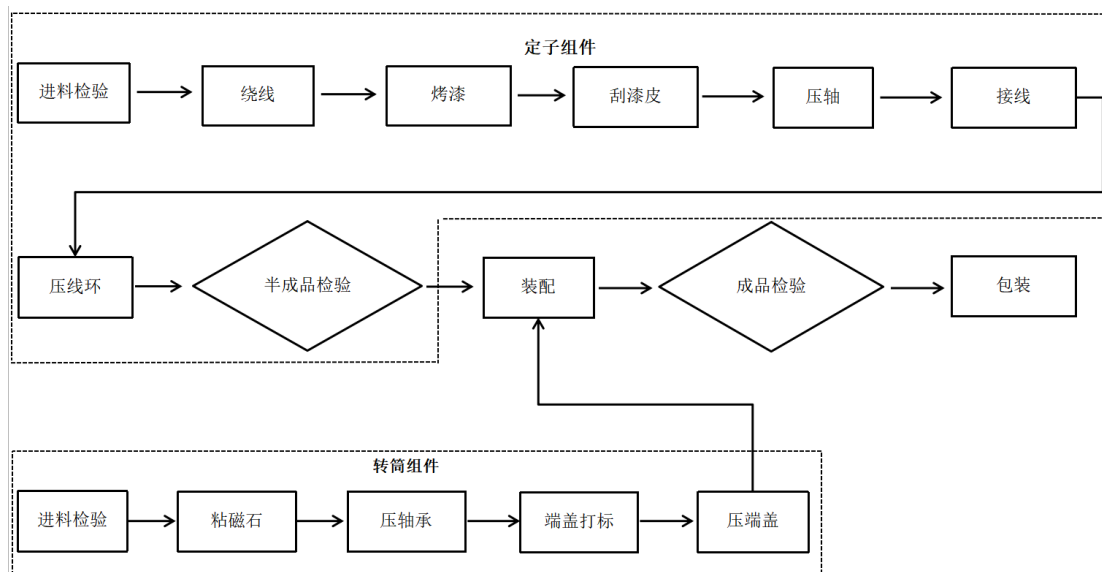 定子组件
进料检验
绕线
烤漆
刮漆皮
压轴
接线
压线环
半成品检验
装配
成品检验
包装
转筒组件
进料检验
粘磁石
压轴承
端盖打标
压端盖